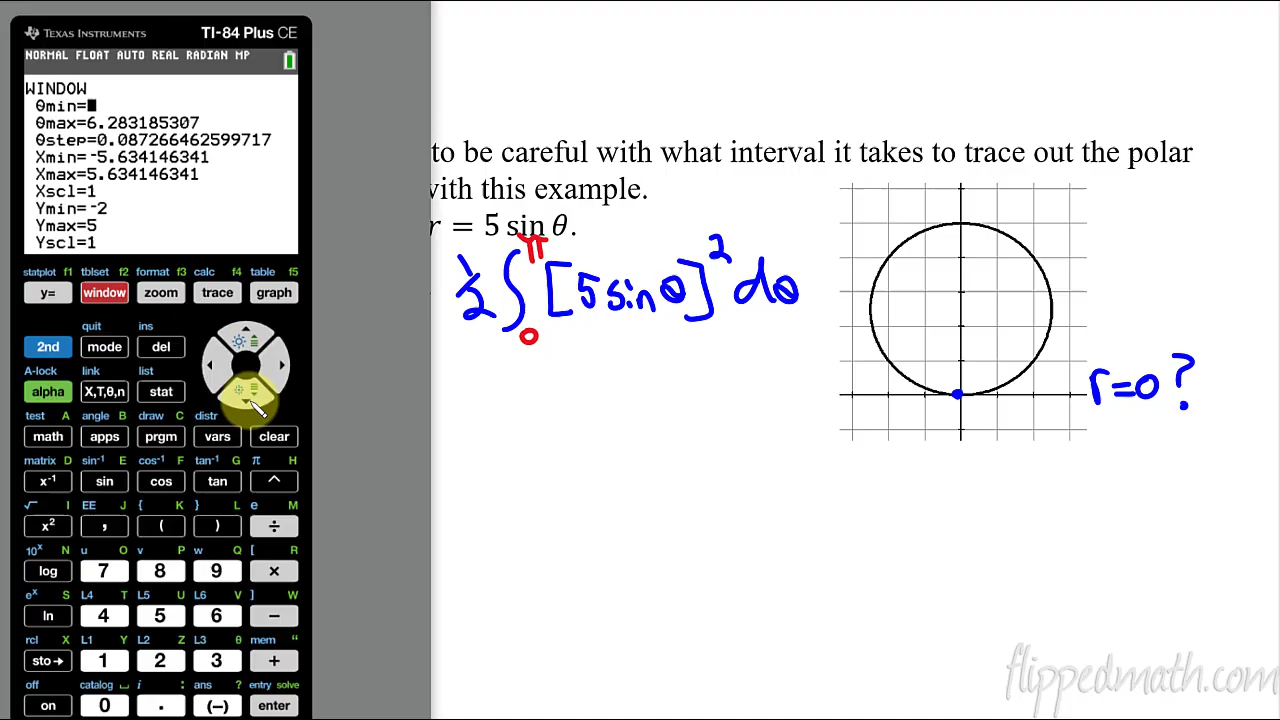 TEXAS INSTRUMENTS TI-84 Plus CE
NORMAL FLOAT AUTO REAL RADIAN MP
WINDOW
θmin=
θmax=6.283185307
θstep=0.087266462599717
Xmin=-5.634146341
Xmax=5.634146341
Xscl=1
Ymin=-2
Ymax=5
Yscl=1
statplot f1 tblset f2 format f3 calc f4 table f5
y= window zoom trace graph
quit ins
2nd mode del
A-lock link list
alpha X,T,θ,n stat
test A angle B draw C distr
math apps prgm vars clear
matrix D sin⁻¹ E cos⁻¹ F tan⁻¹ G π H
x⁻¹ sin cos tan ^
√ I EE J { K } L e M
x² , ( ) ÷
10ˣ N u O v P w Q [ R
log 7 8 9 ×
eˣ S L4 T L5 U L6 V ] W
ln 4 5 6 −
rcl X L1 Y L2 Z L3 θ mem “
sto→ 1 2 3 +
off catalog ⎵ i : ans ? entry solve
on 0 . (−) enter
to be careful with what interval it takes to trace out the polar
with this example.
r = 5 sin θ.
½ ∫₀^π [5 sin θ]² dθ
r=0?
flippedmath.com